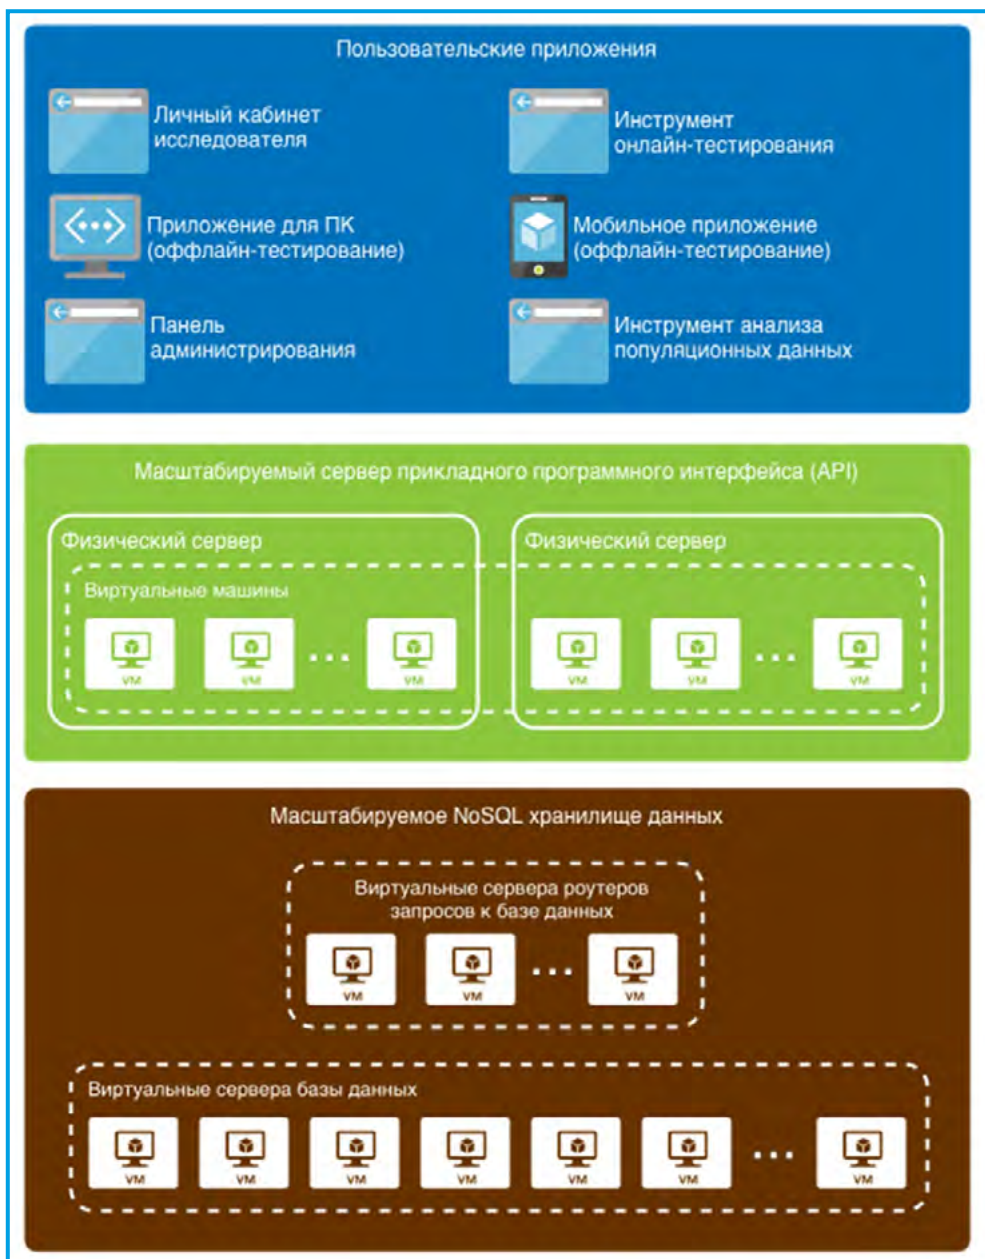 Пользовательские приложения
Личный кабинет
исследователя
Инструмент
онлайн-тестирования
Приложение для ПК
(оффлайн-тестирование)
Мобильное приложение
(оффлайн-тестирование)
Панель
администрирования
Инструмент анализа
популяционных данных
Масштабируемый сервер прикладного программного интерфейса (API)
Физический сервер
Физический сервер
Виртуальные машины
VM
VM
...
VM
VM
VM
...
VM
Масштабируемое NoSQL хранилище данных
Виртуальные сервера роутеров
запросов к базе данных
VM
VM
...
VM
Виртуальные сервера базы данных
VM
VM
VM
VM
VM
VM
...
VM